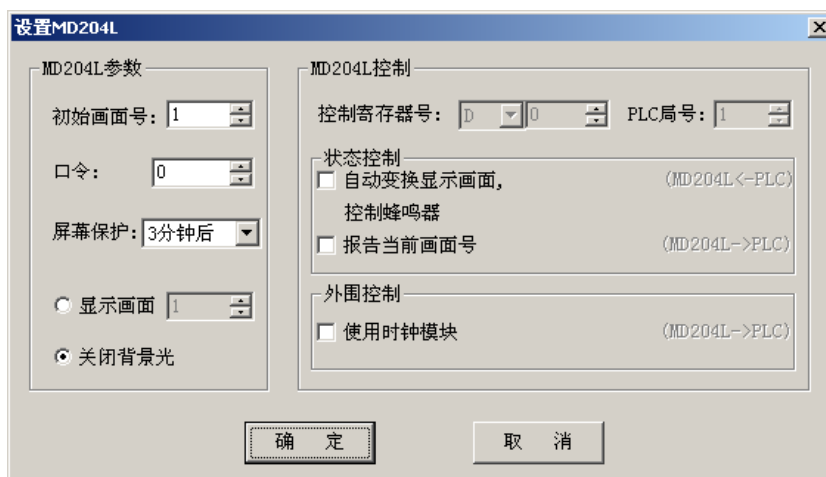 设置MD204L
MD204L参数
初始画面号: 1
口令: 0
屏幕保护: 3分钟后
显示画面 1
关闭背景光
MD204L控制
控制寄存器号: D 0 PLC局号: 1
状态控制
自动变换显示画面, (MD204L<-PLC)
控制蜂鸣器
报告当前画面号 (MD204L->PLC)
外围控制
使用时钟模块 (MD204L->PLC)
确 定 取 消